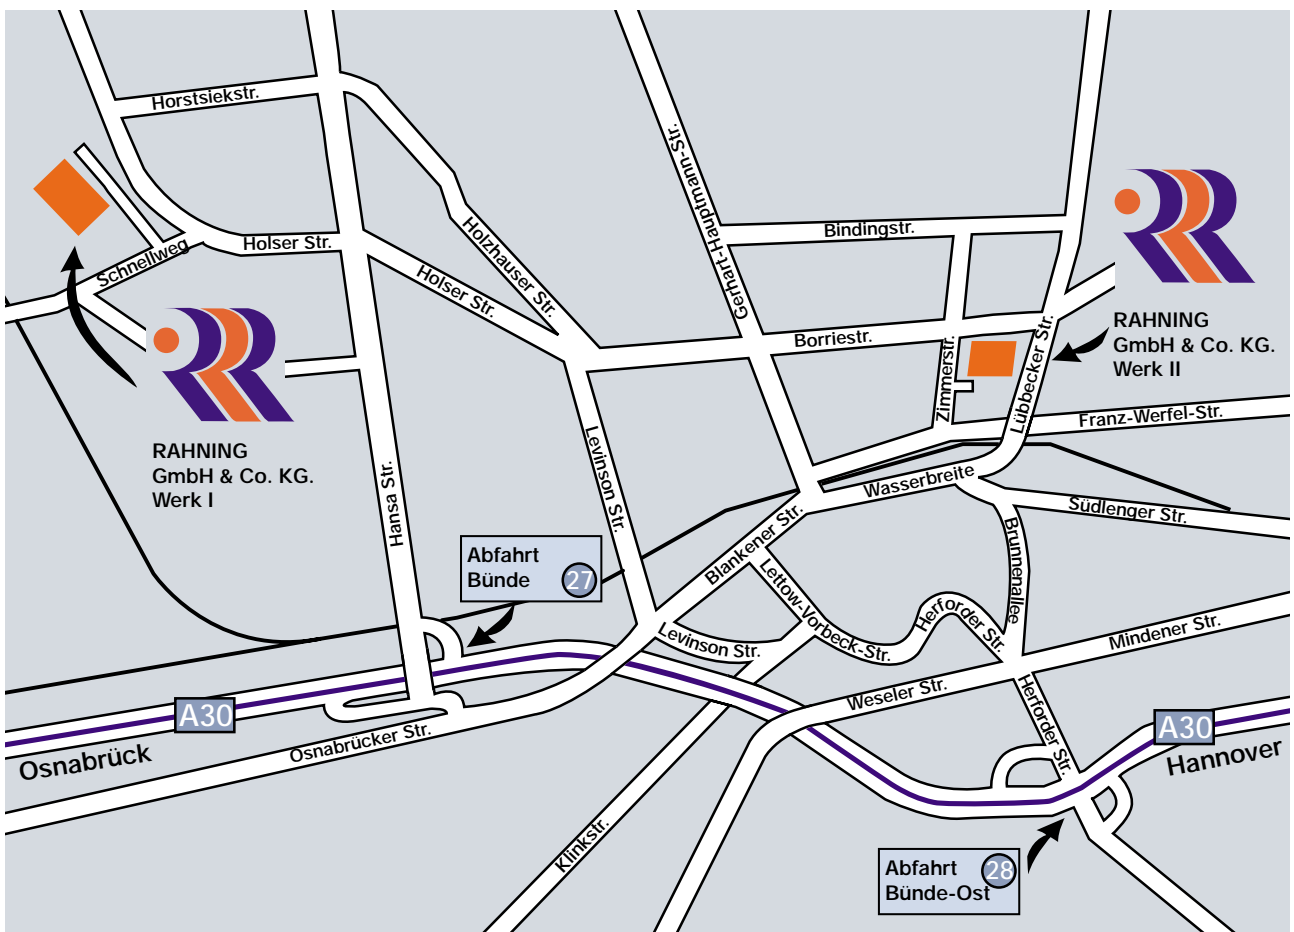 Horstsiekstr.
Schnellweg
Holser Str.
Holser Str.
Holzhauser Str.
Gerhart-Hauptmann-Str.
Bindingstr.
Borriestr.
Zimmerstr.
Lübbecker Str.
RAHNING
GmbH & Co. KG.
Werk II
Franz-Werfel-Str.
RAHNING
GmbH & Co. KG.
Werk I
Hansa Str.
Levinson Str.
Wasserbreite
Südlenger Str.
Blankener Str.
Brunnenallee
Abfahrt
Bünde 27
Lettow-Vorbeck-Str.
Herforder Str.
Levinson Str.
Mindener Str.
Weseler Str.
Herforder Str.
A30
Osnabrück
Osnabrücker Str.
A30
Hannover
Klinkstr.
Abfahrt 28
Bünde-Ost